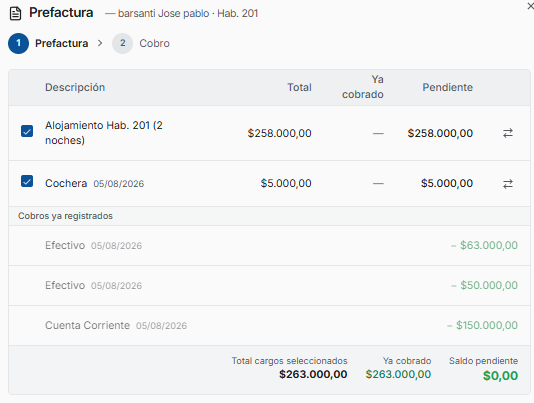 Prefactura — barsanti Jose pablo · Hab. 201
1 Prefactura > 2 Cobro
Descripción Total Ya cobrado Pendiente
Alojamiento Hab. 201 (2 noches) $258.000,00 — $258.000,00
Cochera 05/08/2026 $5.000,00 — $5.000,00
Cobros ya registrados
Efectivo 05/08/2026 − $63.000,00
Efectivo 05/08/2026 − $50.000,00
Cuenta Corriente 05/08/2026 − $150.000,00
Total cargos seleccionados Ya cobrado Saldo pendiente
$263.000,00 $263.000,00 $0,00